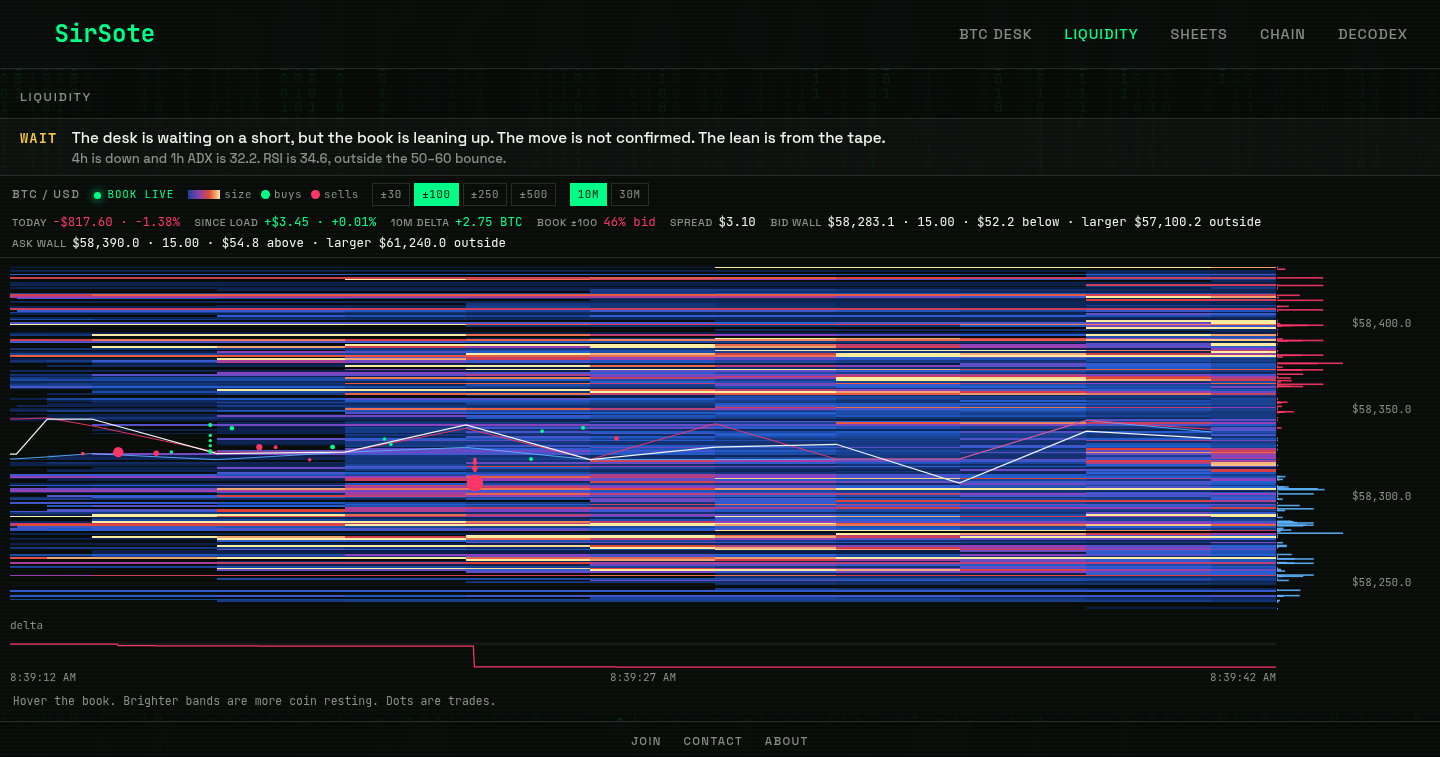 SirSote
BTC DESK LIQUIDITY SHEETS CHAIN DECODEX
LIQUIDITY
WAIT The desk is waiting on a short, but the book is leaning up. The move is not confirmed. The lean is from the tape.
4h is down and 1h ADX is 32.2. RSI is 34.6, outside the 50–60 bounce.
BTC / USD BOOK LIVE size buys sells ±30 ±100 ±250 ±500 10M 30M
TODAY -$817.60 · -1.38% SINCE LOAD +$3.45 · +0.01% 10M DELTA +2.75 BTC BOOK ±100 46% bid SPREAD $3.10 BID WALL $58,283.1 · 15.00 · $52.2 below · larger $57,100.2 outside
ASK WALL $58,390.0 · 15.00 · $54.8 above · larger $61,240.0 outside
$58,400.0
$58,350.0
$58,300.0
$58,250.0
delta
8:39:12 AM 8:39:27 AM 8:39:42 AM
Hover the book. Brighter bands are more coin resting. Dots are trades.
JOIN CONTACT ABOUT